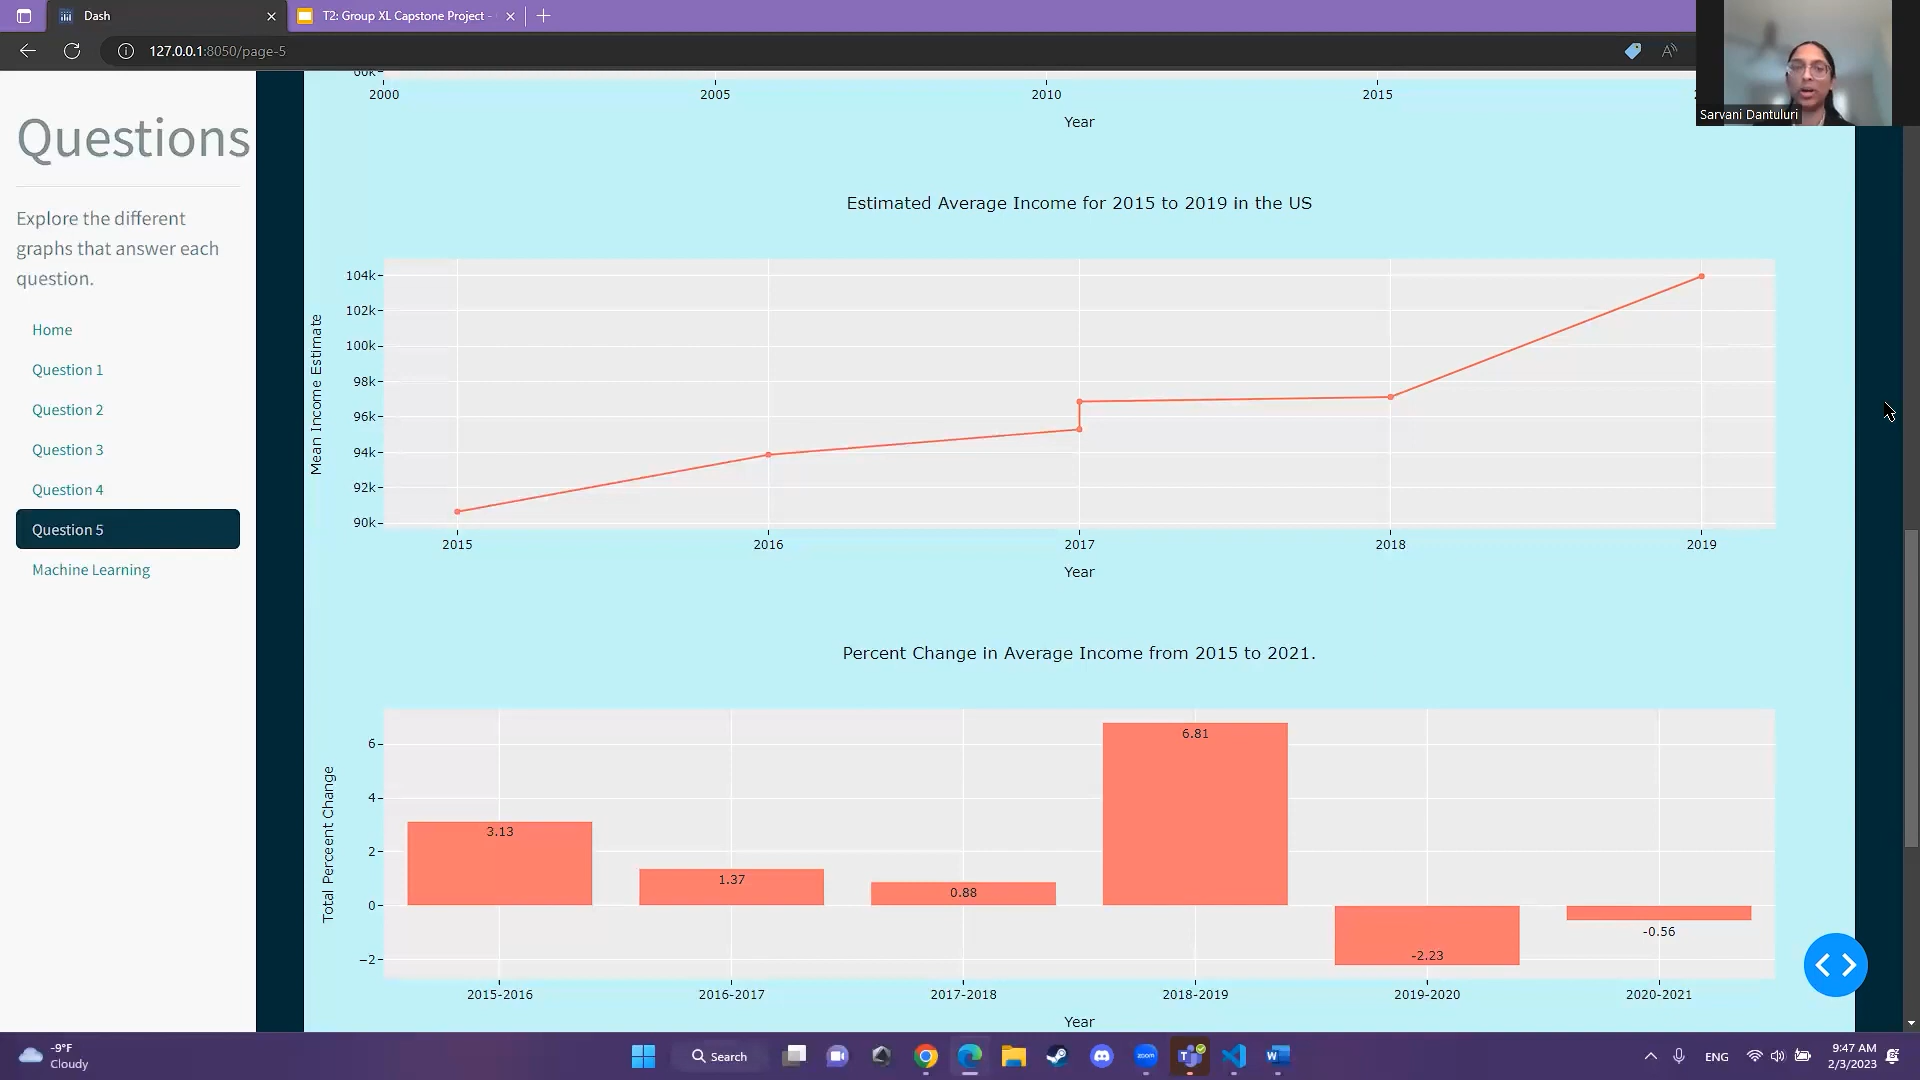 Dash
T2: Group XL Capstone Project -
127.0.0.1:8050/page-5
Sarvani Dantuluri
Questions
Explore the different
graphs that answer each
question.
Home
Question 1
Question 2
Question 3
Question 4
Question 5
Machine Learning
60k
2000 2005 2010 2015
Year
Estimated Average Income for 2015 to 2019 in the US
Mean Income Estimate
104k
102k
100k
98k
96k
94k
92k
90k
2015 2016 2017 2018 2019
Year
Percent Change in Average Income from 2015 to 2021.
Total Perceent Change
6
4
2
0
−2
3.13
1.37
0.88
6.81
-2.23
-0.56
2015-2016 2016-2017 2017-2018 2018-2019 2019-2020 2020-2021
Year
-9°F
Cloudy
Search
zoom
ENG
9:47 AM
2/3/2023